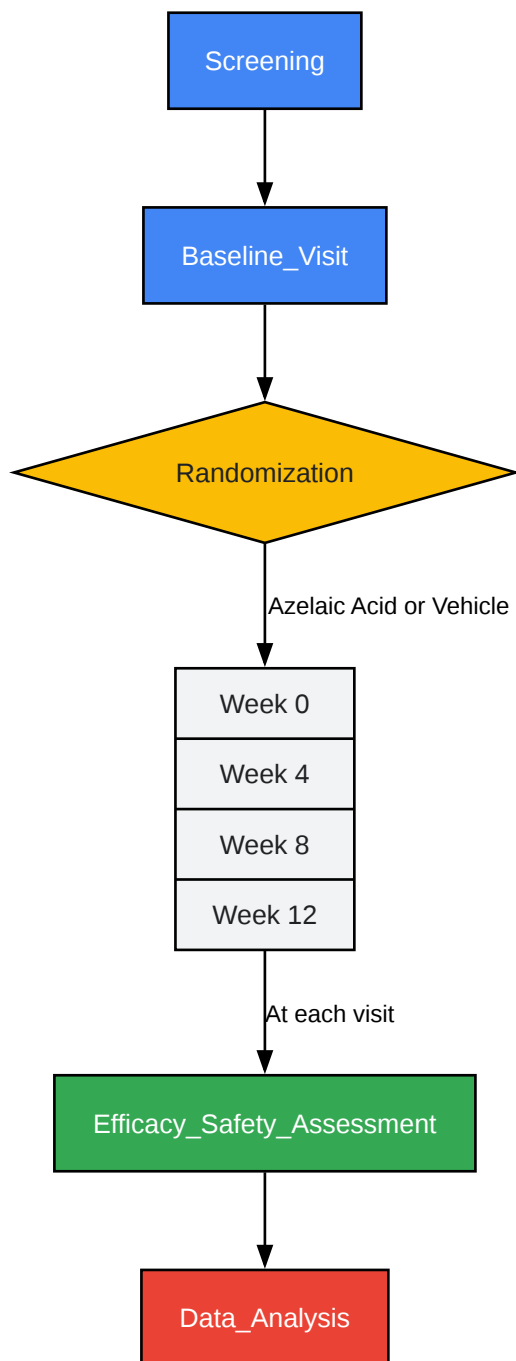 Screening
Baseline_Visit
Randomization
Azelaic Acid or Vehicle
Week 0
Week 4
Week 8
Week 12
At each visit
Efficacy_Safety_Assessment
Data_Analysis